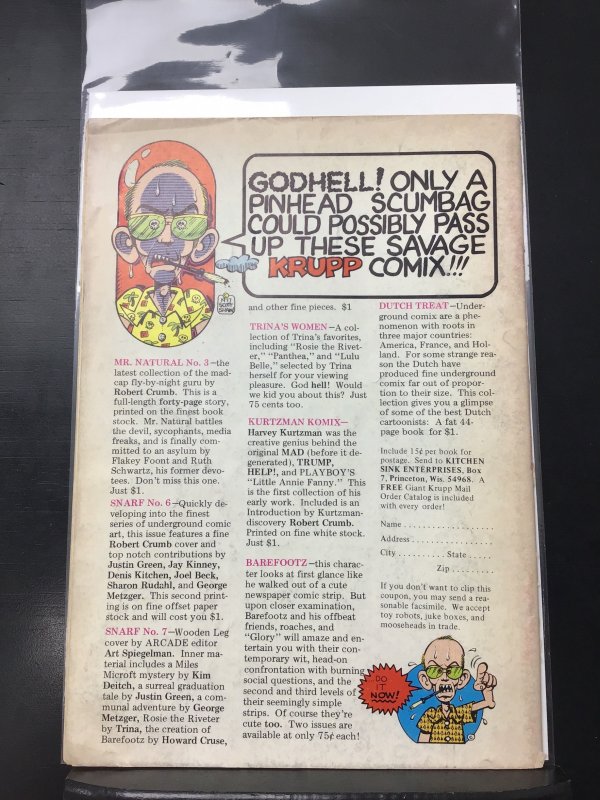 GODHELL! ONLY A
PINHEAD SCUMBAG
COULD POSSIBLY PASS
UP THESE SAVAGE
KRUPP COMIX!!!
MR. NATURAL No. 3—the
latest collection of the mad-
cap fly-by-night guru by
Robert Crumb. This is a
full-length forty-page story,
printed on the finest book
stock. Mr. Natural battles
the devil, sycophants, media
freaks, and is finally com-
mitted to an asylum by
Flakey Foont and Ruth
Schwartz, his former devo-
tees. Don't miss this one.
Just $1.
SNARF No. 6—Quickly de-
veloping into the finest
series of underground comic
art, this issue features a fine
Robert Crumb cover and
top notch contributions by
Justin Green, Jay Kinney,
Denis Kitchen, Joel Beck,
Sharon Rudahl, and George
Metzger. This second print-
ing is on fine offset paper
stock and will cost you $1.
SNARF No. 7—Wooden Leg
cover by ARCADE editor
Art Spiegelman. Inner ma-
terial includes a Miles
Microft mystery by Kim
Deitch, a surreal graduation
tale by Justin Green, a com-
munal adventure by George
Metzger, Rosie the Riveter
by Trina, the creation of
Barefootz by Howard Cruse,
and other fine pieces. $1
TRINA'S WOMEN—A col-
lection of Trina's favorites,
including "Rosie the Rivet-
er," "Panthea," and "Lulu
Belle," selected by Trina
herself for your viewing
pleasure. God hell! Would
we kid you about this? Just
75 cents too.
KURTZMAN KOMIX—
Harvey Kurtzman was the
creative genius behind the
original MAD (before it de-
generated), TRUMP,
HELP!, and PLAYBOY'S
"Little Annie Fanny." This
is the first collection of his
early work. Included is an
Introduction by Kurtzman-
discovery Robert Crumb.
Printed on fine white stock.
Just $1.
BAREFOOTZ—this charac-
ter looks at first glance like
he walked out of a cute
newspaper comic strip. But
upon closer examination,
Barefootz and his offbeat
friends, roaches, and
"Glory" will amaze and en-
tertain you with their con-
temporary wit, head-on
confrontation with burning
social questions, and the
second and third levels of
their seemingly simple
strips. Of course they're
cute too. Two issues are
available at only 75¢ each!
DUTCH TREAT—Under-
ground comix are a phe-
nomenon with roots in
three major countries:
America, France, and Hol-
land. For some strange rea-
son the Dutch have
produced fine underground
comix far out of propor-
tion to their size. This col-
lection gives you a glimpse
of some of the best Dutch
cartoonists: A fat 44-
page book for $1.
Include 15¢ per book for
postage. Send to KITCHEN
SINK ENTERPRISES, Box
7, Princeton, Wis. 54968. A
FREE Giant Krupp Mail
Order Catalog is included
with every order!
Name . . . . . . . . . . . . . . . .
Address . . . . . . . . . . . . . .
City . . . . . . . . . . State . . . .
Zip . . . . . . . .
If you don't want to clip this
coupon, you may send a rea-
sonable facsimile. We accept
toy robots, juke boxes, and
mooseheads in trade.
DO
IT
NOW!